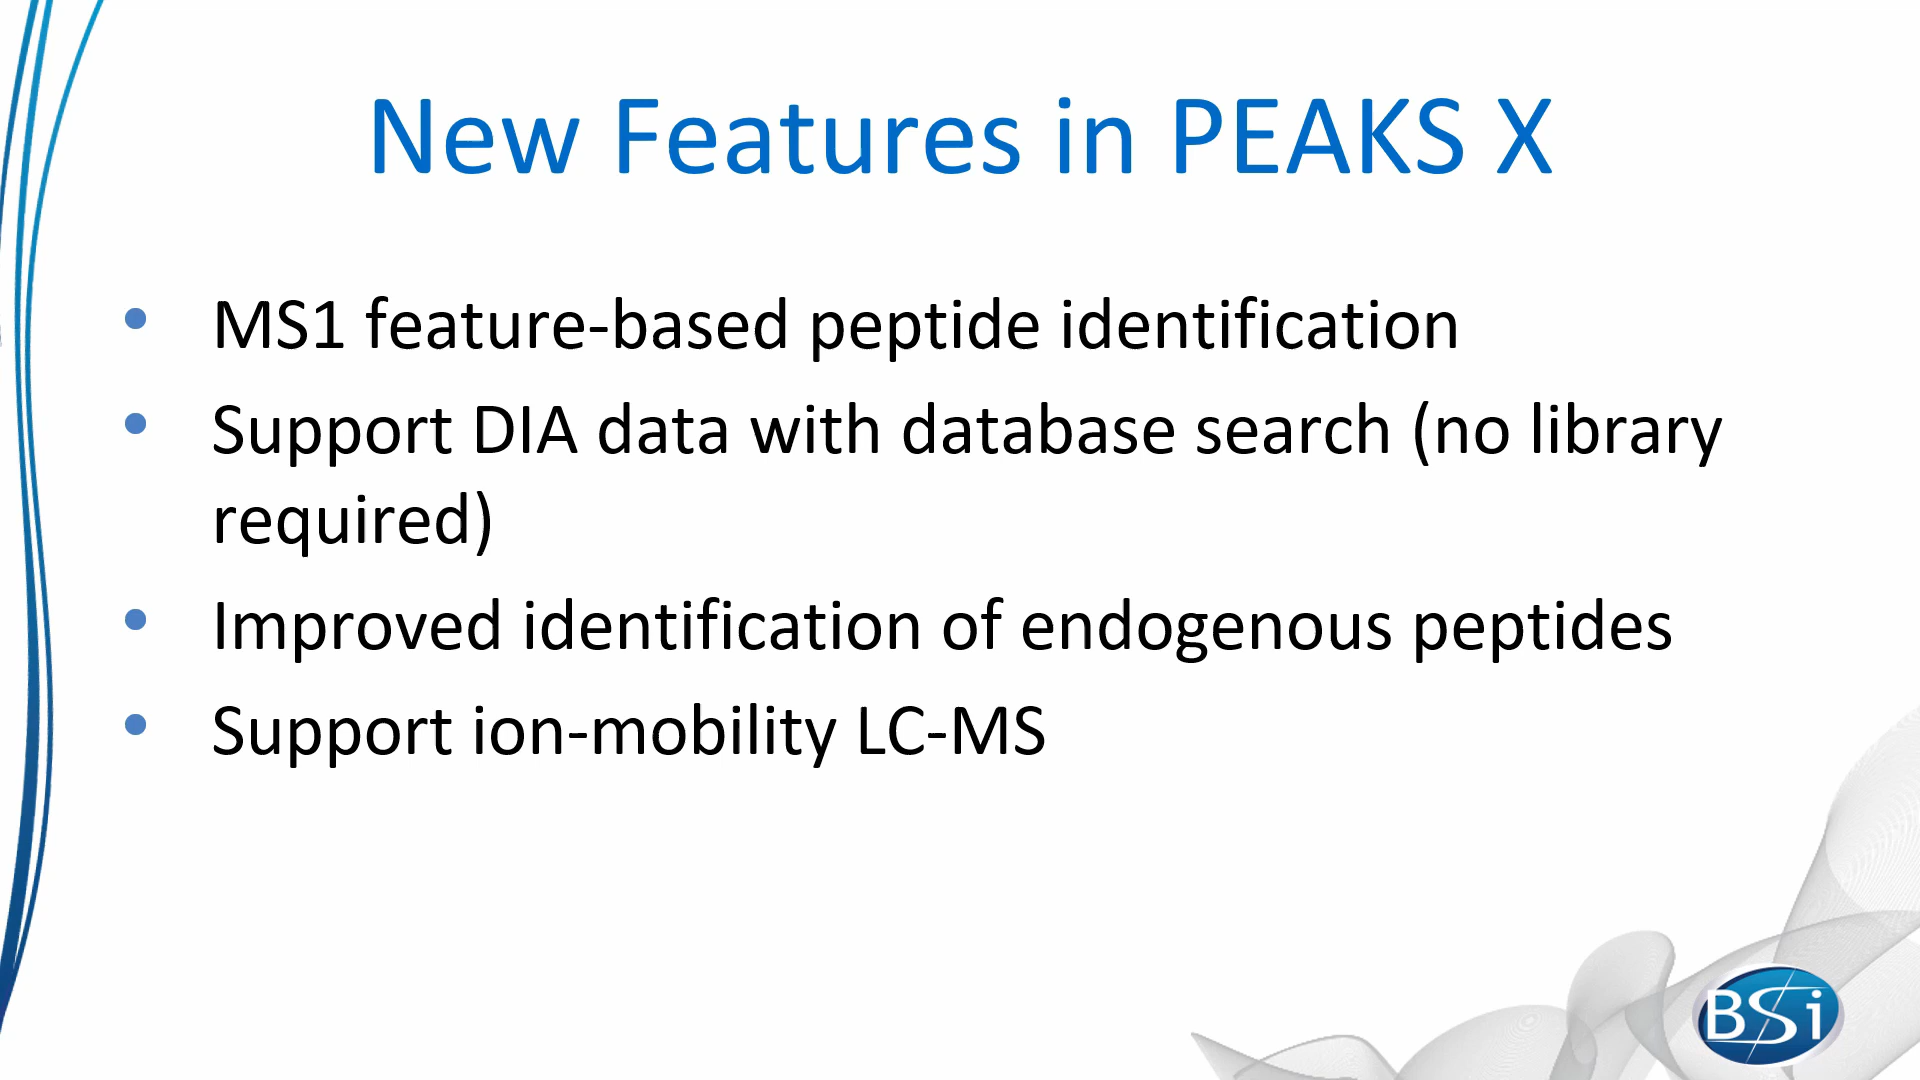 New Features in PEAKS X
• MS1 feature-based peptide identification
• Support DIA data with database search (no library
required)
• Improved identification of endogenous peptides
• Support ion-mobility LC-MS
BSi